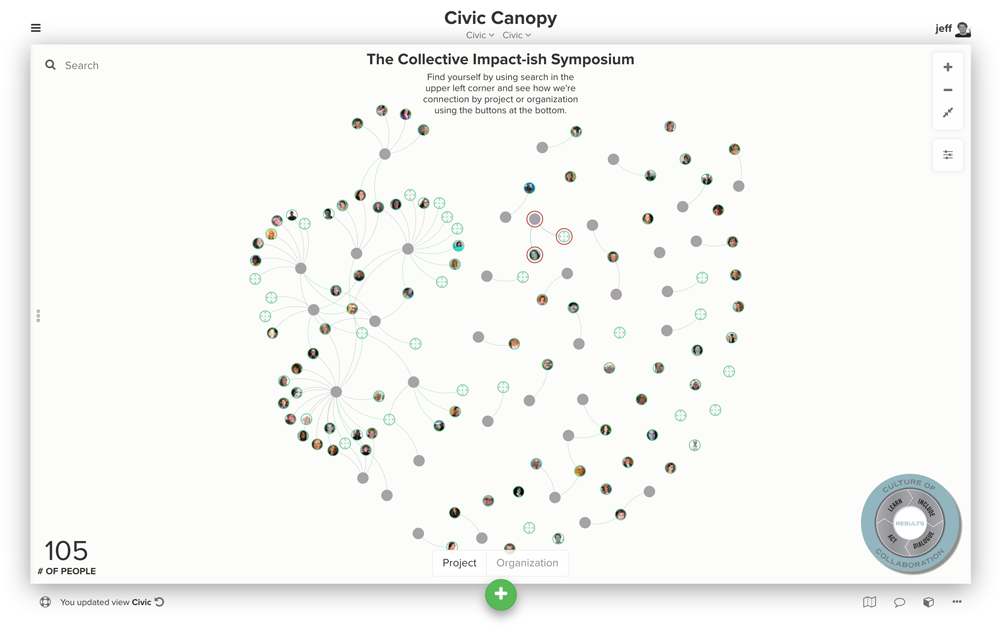 Civic Canopy
Civic Civic
jeff
Search
The Collective Impact-ish Symposium
Find yourself by using search in the
upper left corner and see how we're
connection by project or organization
using the buttons at the bottom.
CULTURE OF
LEARN
INCLUDE
RESULTS
ACT
DIALOGUE
COLLABORATION
105
# OF PEOPLE
Project Organization
You updated view Civic